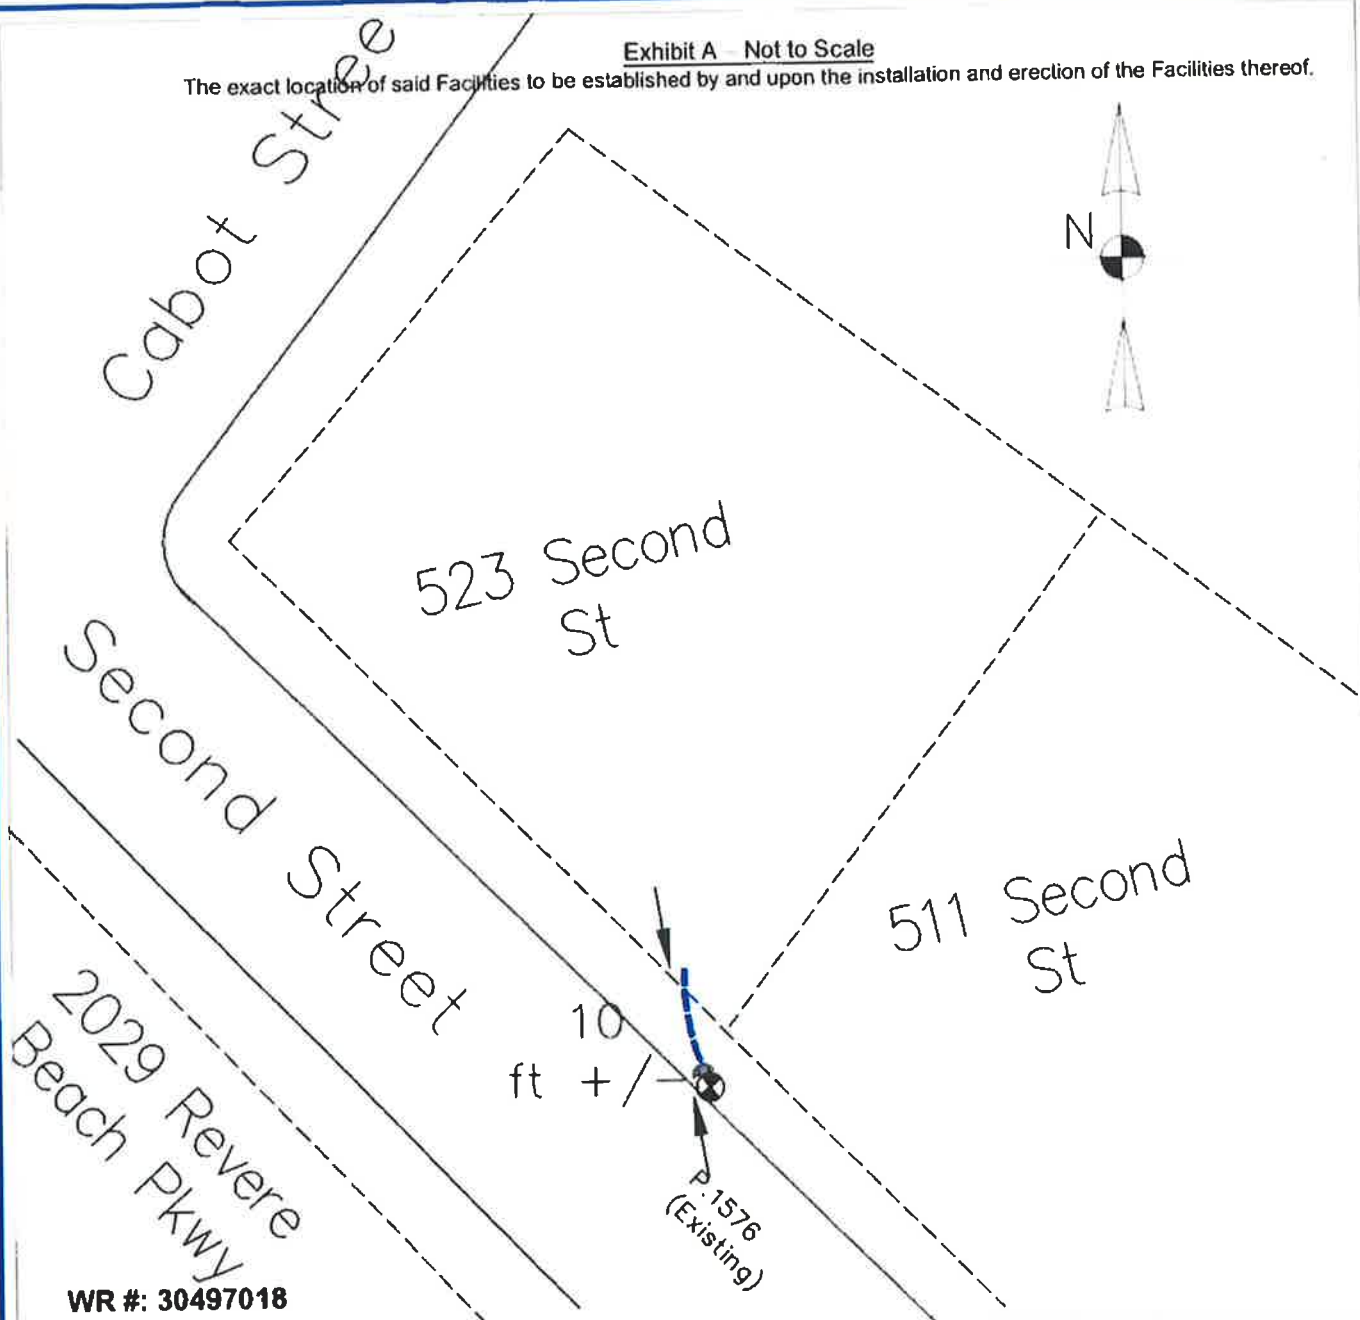 Exhibit A Not to Scale
The exact location of said Facilities to be established by and upon the installation and erection of the Facilities thereof.
Cabot Stree
N
523 Second
St
Second Street
511 Second
St
10
ft +/-
P.1576
(Existing)
2029 Revere
Beach Pkwy
WR #: 30497018